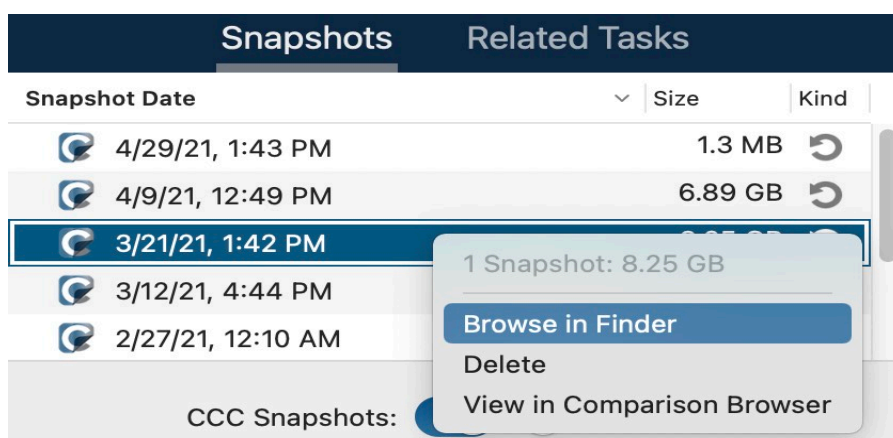 Snapshots Related Tasks
Snapshot Date Size Kind
4/29/21, 1:43 PM 1.3 MB
4/9/21, 12:49 PM 6.89 GB
3/21/21, 1:42 PM
1 Snapshot: 8.25 GB
3/12/21, 4:44 PM
Browse in Finder
2/27/21, 12:10 AM
Delete
CCC Snapshots:
View in Comparison Browser